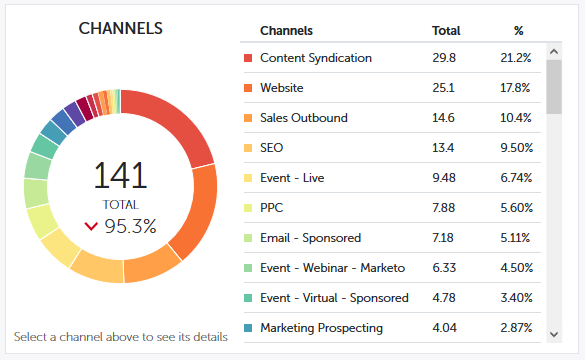 CHANNELS
141
TOTAL
95.3%
Select a channel above to see its details
Channels Total %
Content Syndication 29.8 21.2%
Website 25.1 17.8%
Sales Outbound 14.6 10.4%
SEO 13.4 9.50%
Event - Live 9.48 6.74%
PPC 7.88 5.60%
Email - Sponsored 7.18 5.11%
Event - Webinar - Marketo 6.33 4.50%
Event - Virtual - Sponsored 4.78 3.40%
Marketing Prospecting 4.04 2.87%